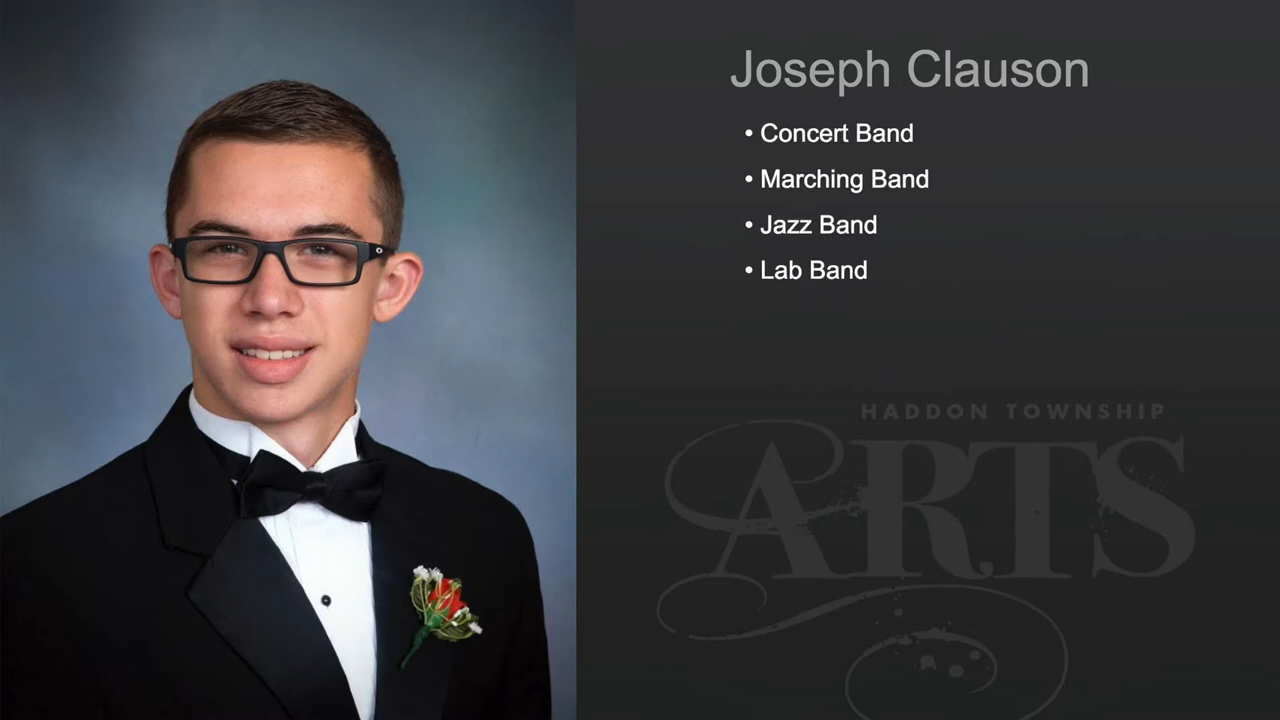 Joseph Clauson
• Concert Band
• Marching Band
• Jazz Band
• Lab Band
HADDON TOWNSHIP
ARTS